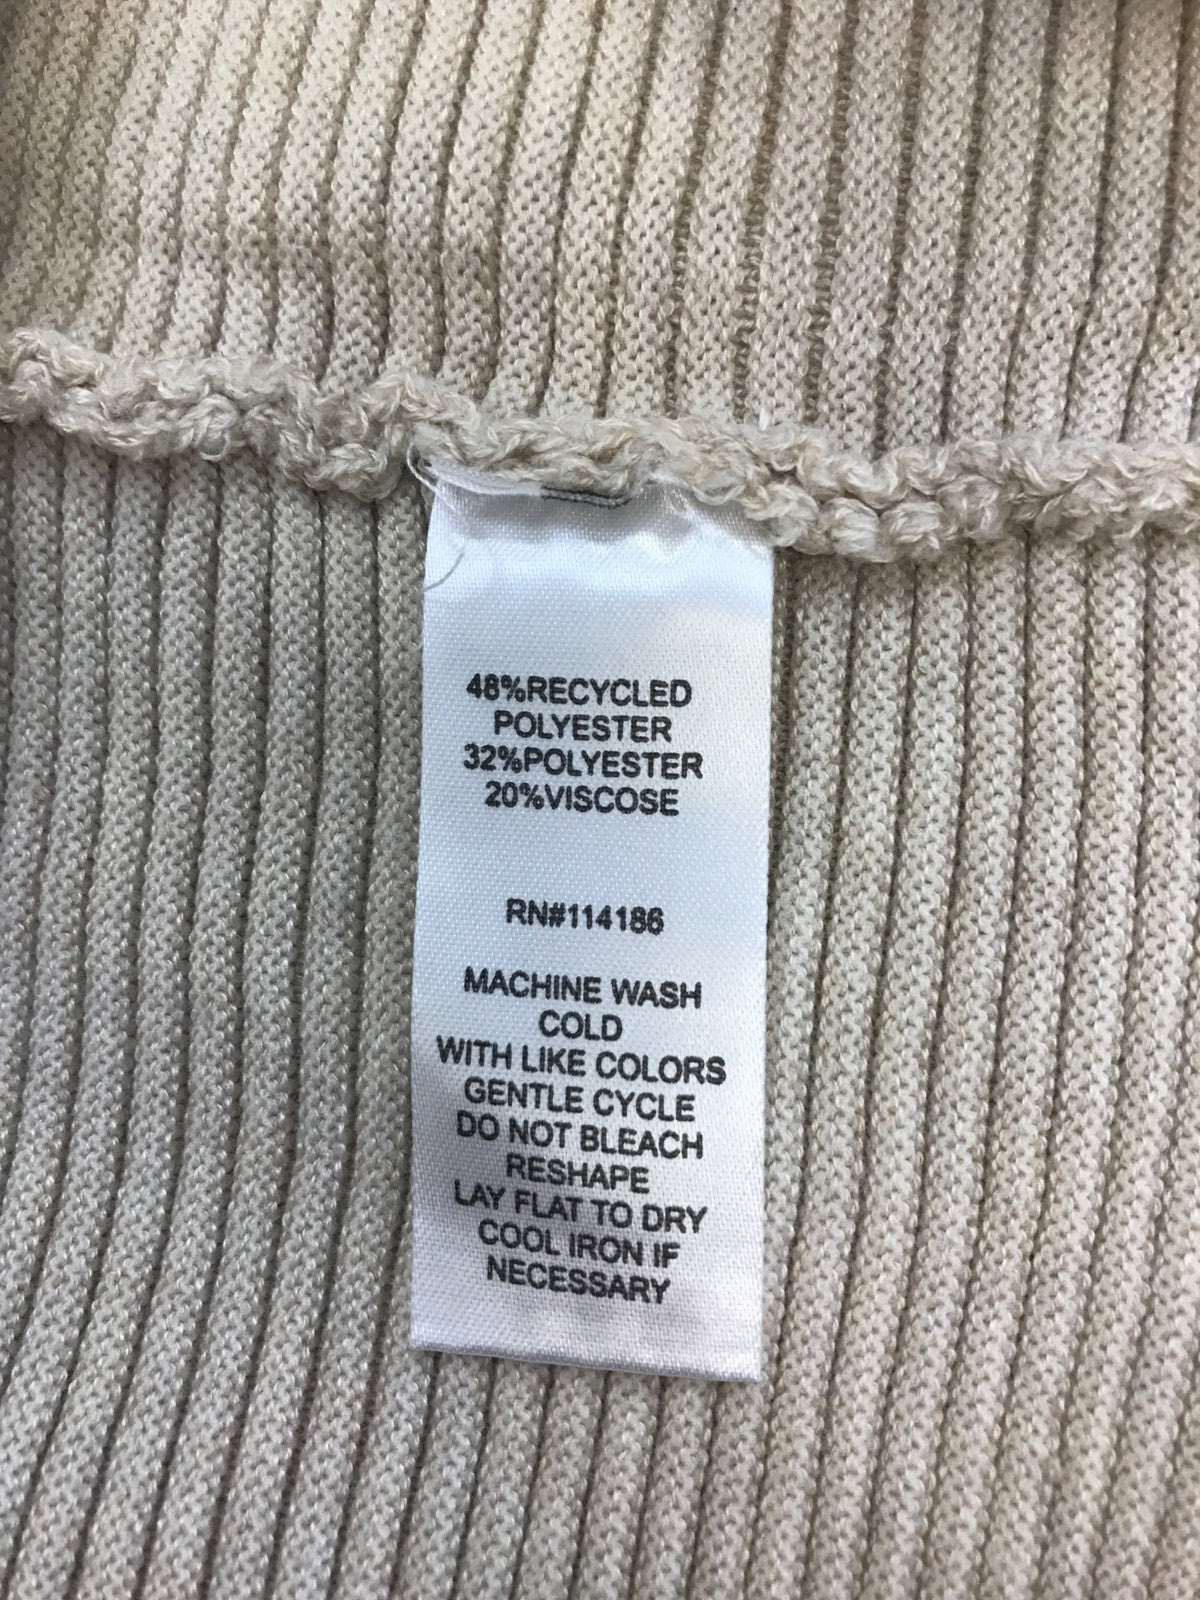 48%RECYCLED
POLYESTER
32%POLYESTER
20%VISCOSE
RN#114186
MACHINE WASH
COLD
WITH LIKE COLORS
GENTLE CYCLE
DO NOT BLEACH
RESHAPE
LAY FLAT TO DRY
COOL IRON IF
NECESSARY